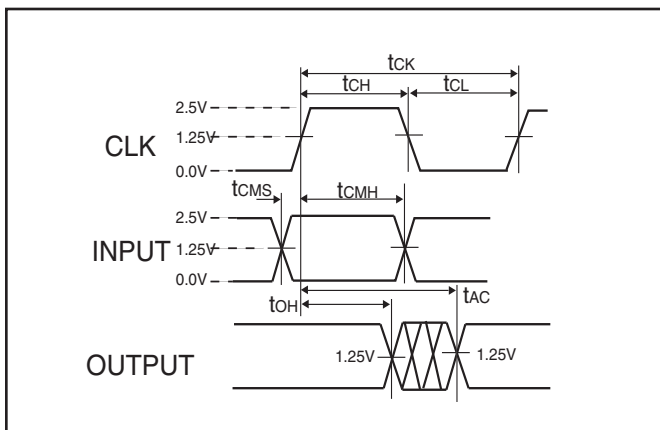 tCK
tCH tCL
2.5V
CLK 1.25V
0.0V
tCMS tCMH
2.5V
INPUT 1.25V
0.0V
tOH tAC
1.25V 1.25V
OUTPUT